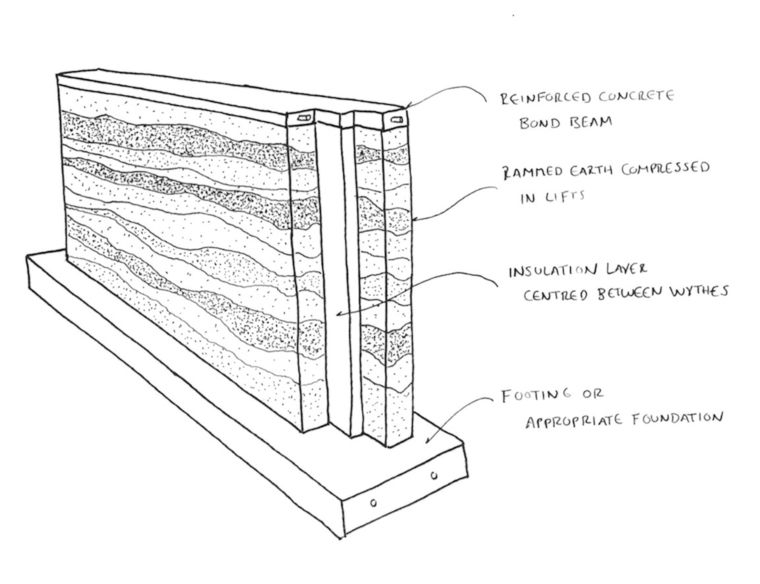 REINFORCED CONCRETE
BOND BEAM
RAMMED EARTH COMPRESSED
IN LIFTS
INSULATION LAYER
CENTRED BETWEEN WYTHES
FOOTING OR
APPROPRIATE FOUNDATION